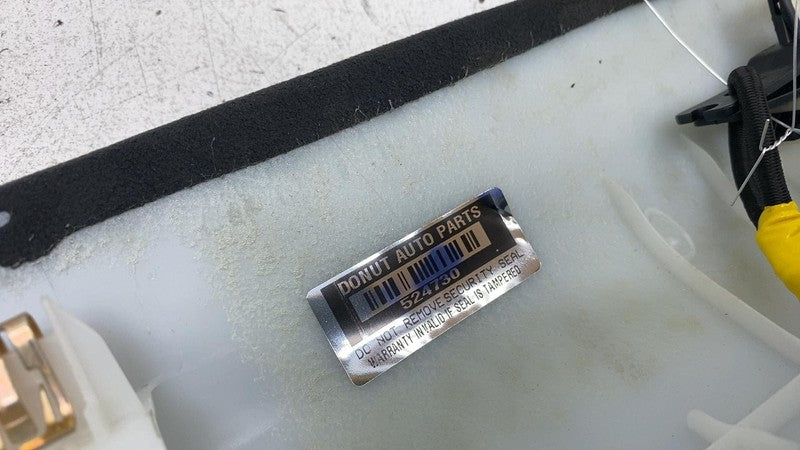 DONUT AUTO PARTS
524730
DO NOT REMOVE SECURITY SEAL
WARRANTY INVALID IF SEAL IS TAMPERED